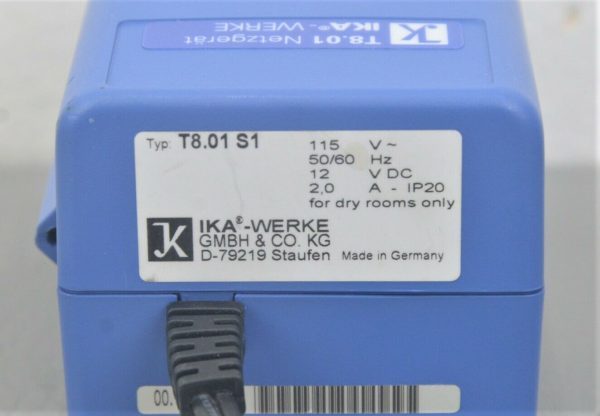 T8.01 Netzgerät
IKA®-WERKE
Typ: T8.01 S1
115 V ~
50/60 Hz
12 V DC
2,0 A - IP20
for dry rooms only
IKA®-WERKE
GMBH & CO. KG
D-79219 Staufen Made in Germany
00.